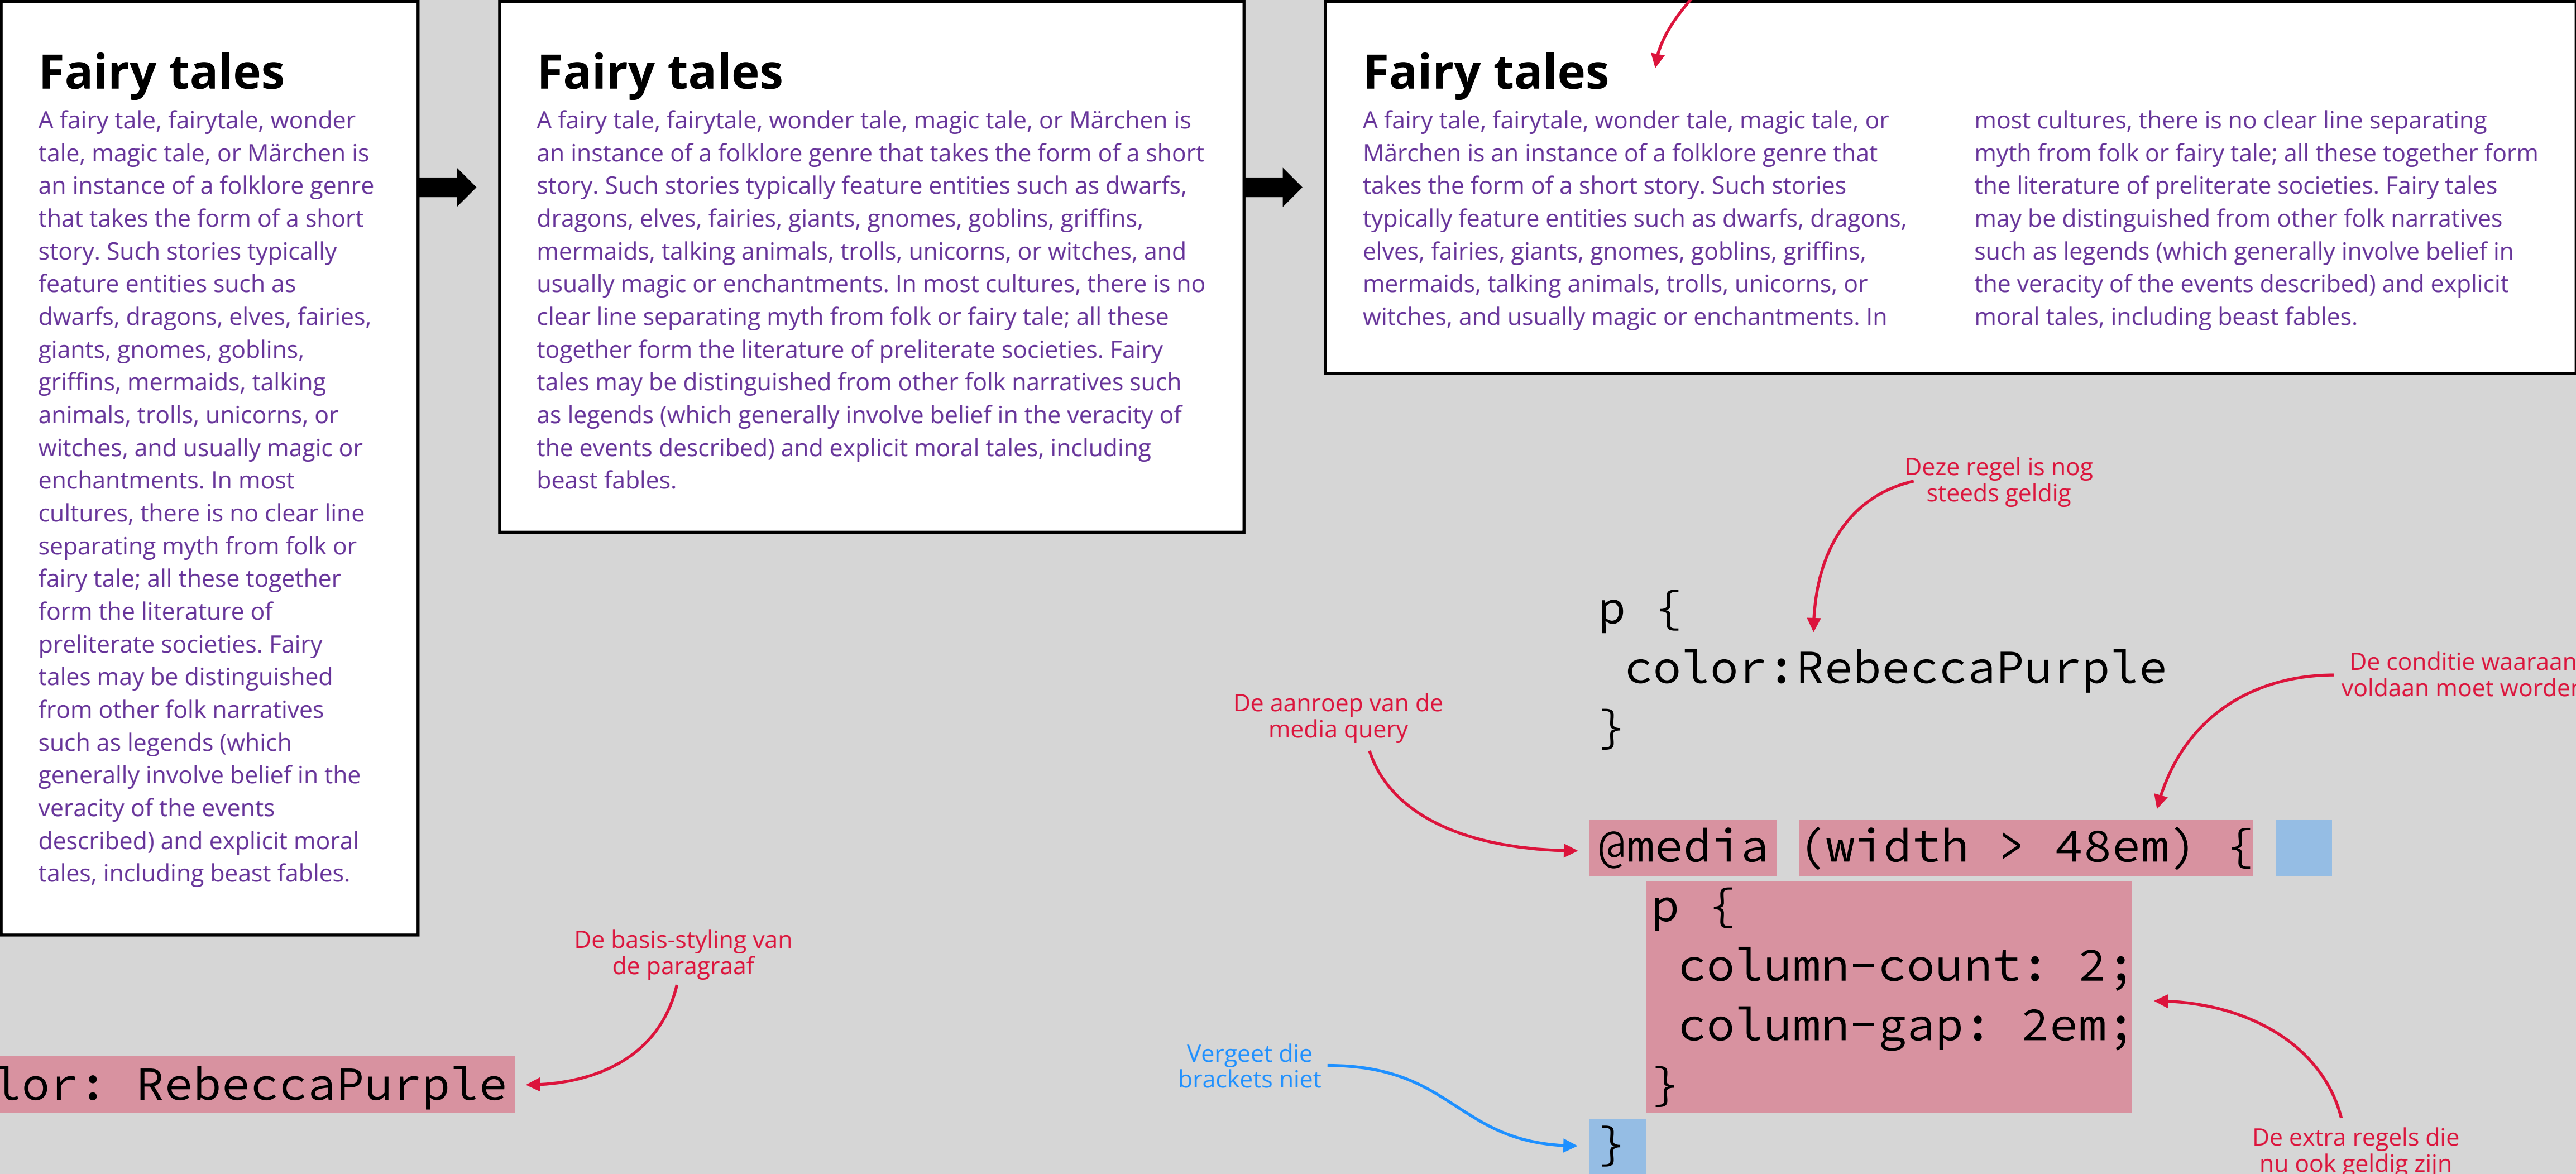 Fairy tales
A fairy tale, fairytale, wonder
tale, magic tale, or Märchen is
an instance of a folklore genre
that takes the form of a short
story. Such stories typically
feature entities such as
dwarfs, dragons, elves, fairies,
giants, gnomes, goblins,
griffins, mermaids, talking
animals, trolls, unicorns, or
witches, and usually magic or
enchantments. In most
cultures, there is no clear line
separating myth from folk or
fairy tale; all these together
form the literature of
preliterate societies. Fairy
tales may be distinguished
from other folk narratives
such as legends (which
generally involve belief in the
veracity of the events
described) and explicit moral
tales, including beast fables.
Fairy tales
A fairy tale, fairytale, wonder tale, magic tale, or Märchen is
an instance of a folklore genre that takes the form of a short
story. Such stories typically feature entities such as dwarfs,
dragons, elves, fairies, giants, gnomes, goblins, griffins,
mermaids, talking animals, trolls, unicorns, or witches, and
usually magic or enchantments. In most cultures, there is no
clear line separating myth from folk or fairy tale; all these
together form the literature of preliterate societies. Fairy
tales may be distinguished from other folk narratives such
as legends (which generally involve belief in the veracity of
the events described) and explicit moral tales, including
beast fables.
Fairy tales
A fairy tale, fairytale, wonder tale, magic tale, or
Märchen is an instance of a folklore genre that
takes the form of a short story. Such stories
typically feature entities such as dwarfs, dragons,
elves, fairies, giants, gnomes, goblins, griffins,
mermaids, talking animals, trolls, unicorns, or
witches, and usually magic or enchantments. In
most cultures, there is no clear line separating
myth from folk or fairy tale; all these together form
the literature of preliterate societies. Fairy tales
may be distinguished from other folk narratives
such as legends (which generally involve belief in
the veracity of the events described) and explicit
moral tales, including beast fables.
De basis-styling van
de paragraaf
lor: RebeccaPurple
Deze regel is nog
steeds geldig
p {
color:RebeccaPurple
}
De aanroep van de
media query
De conditie waaraan
voldaan moet worden
@media (width > 48em) {
p {
column-count: 2;
column-gap: 2em;
}
}
Vergeet die
brackets niet
De extra regels die
nu ook geldig zijn